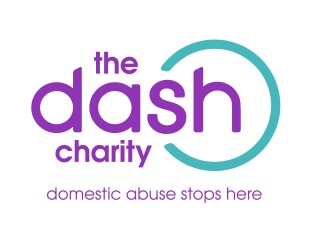 the
dash
charity
domestic abuse stops here